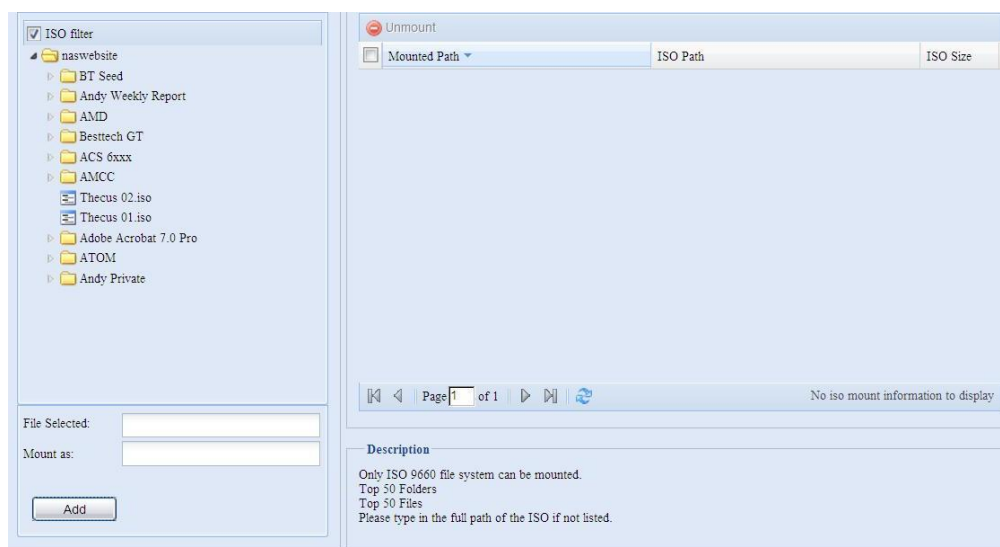 ISO filter
naswebsite
BT Seed
Andy Weekly Report
AMD
Besttech GT
ACS 6xxx
AMCC
Thecus 02.iso
Thecus 01.iso
Adobe Acrobat 7.0 Pro
ATOM
Andy Private
File Selected:
Mount as:
Add
Unmount
Mounted Path ISO Path ISO Size
Page 1 of 1 No iso mount information to display
Description
Only ISO 9660 file system can be mounted.
Top 50 Folders
Top 50 Files
Please type in the full path of the ISO if not listed.